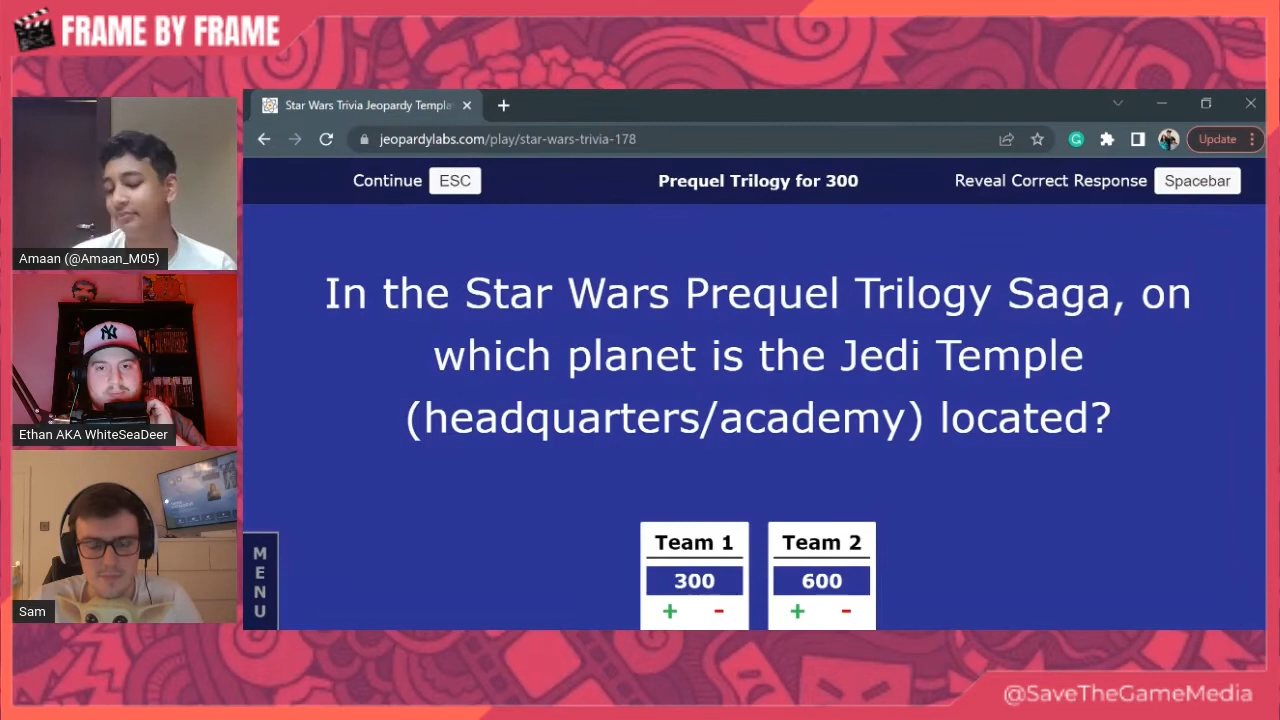 FRAME BY FRAME
Amaan (@Amaan_M05)
Ethan AKA WhiteSeaDeer
Sam
Star Wars Trivia Jeopardy Templa
jeopardylabs.com/play/star-wars-trivia-178
Update
Continue ESC
Prequel Trilogy for 300
Reveal Correct Response Spacebar
In the Star Wars Prequel Trilogy Saga, on
which planet is the Jedi Temple
(headquarters/academy) located?
MENU
Team 1 Team 2
300 600
+ - + -
@SaveTheGameMedia